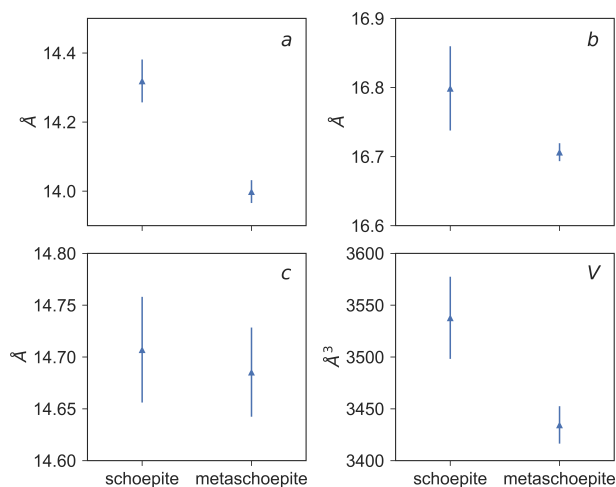 a
14.4
14.2
14.0
Å
b
16.9
16.8
16.7
16.6
Å
c
14.80
14.75
14.70
14.65
14.60
Å
schoepite metaschoepite
V
3600
3550
3500
3450
3400
Å³
schoepite metaschoepite